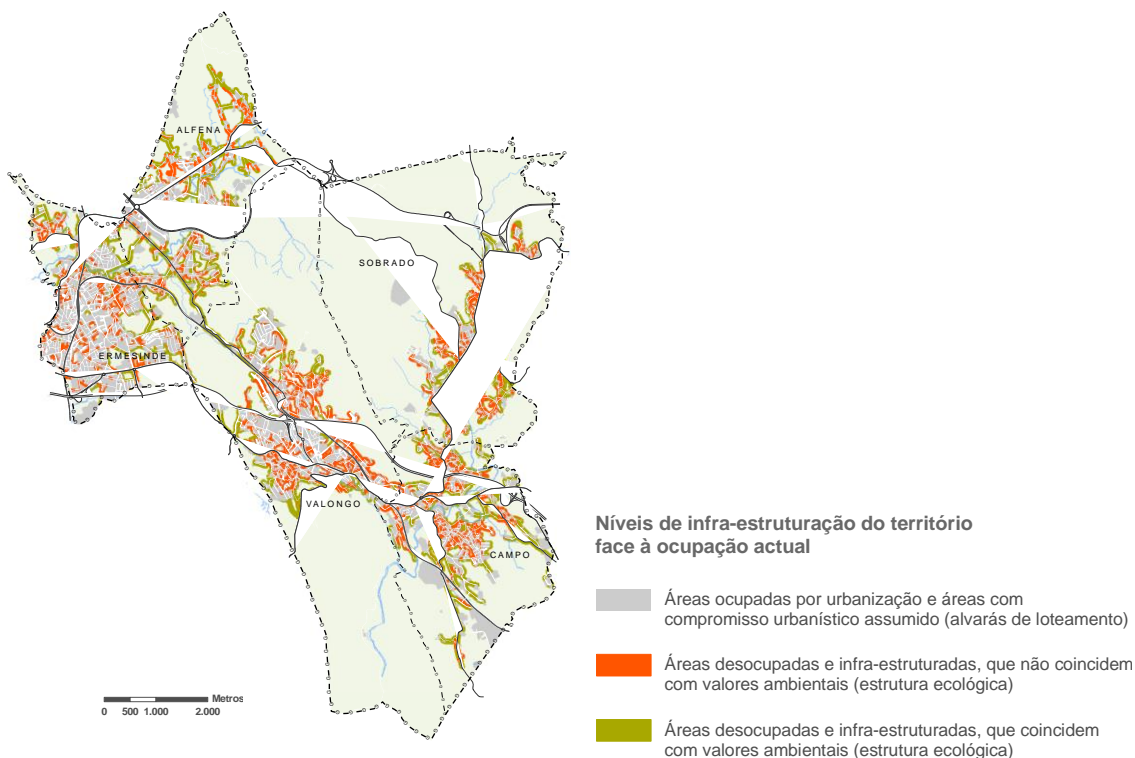 ALFENA
SOBRADO
ERMESINDE
VALONGO
CAMPO
Metros
0 500 1.000 2.000
Níveis de infra-estruturação do território
face à ocupação actual
Áreas ocupadas por urbanização e áreas com
compromisso urbanístico assumido (alvarás de loteamento)
Áreas desocupadas e infra-estruturadas, que não coincidem
com valores ambientais (estrutura ecológica)
Áreas desocupadas e infra-estruturadas, que coincidem
com valores ambientais (estrutura ecológica)